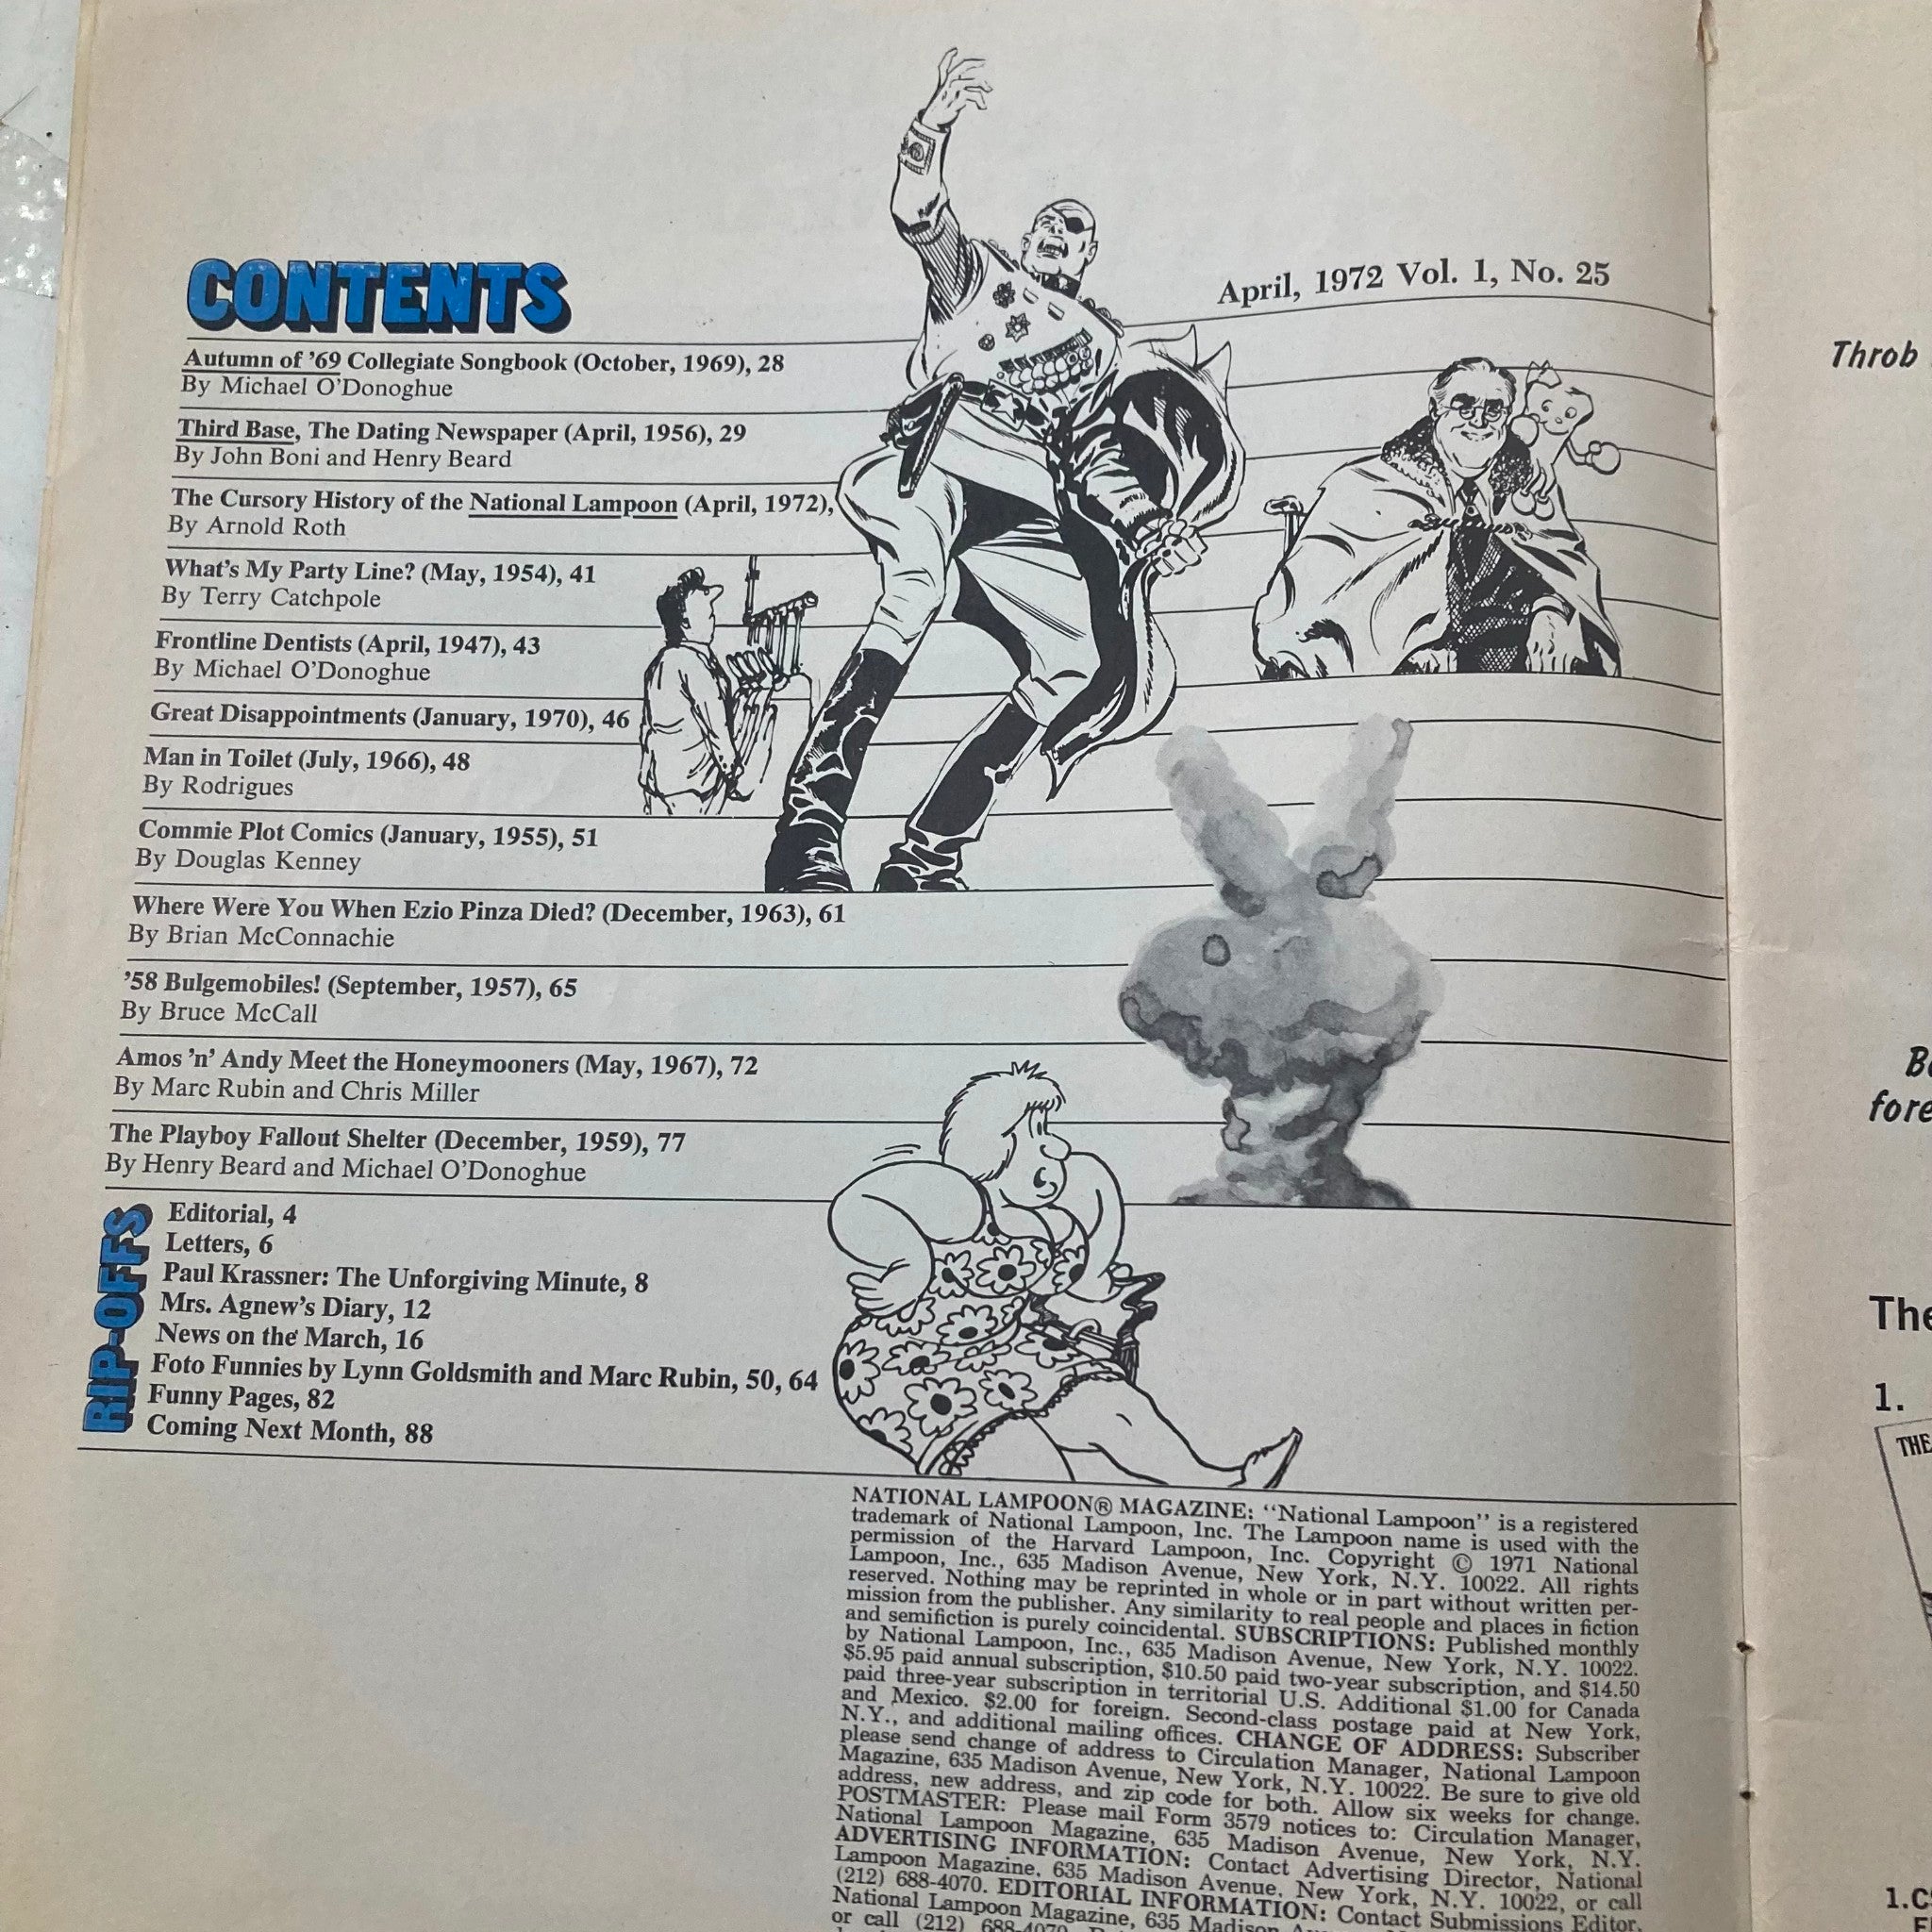 CONTENTS
April, 1972 Vol. 1, No. 25
Autumn of ’69 Collegiate Songbook (October, 1969), 28
By Michael O’Donoghue
Third Base, The Dating Newspaper (April, 1956), 29
By John Boni and Henry Beard
The Cursory History of the National Lampoon (April, 1972),
By Arnold Roth
What’s My Party Line? (May, 1954), 41
By Terry Catchpole
Frontline Dentists (April, 1947), 43
By Michael O’Donoghue
Great Disappointments (January, 1970), 46
Man in Toilet (July, 1966), 48
By Rodrigues
Commie Plot Comics (January, 1955), 51
By Douglas Kenney
Where Were You When Ezio Pinza Died? (December, 1963), 61
By Brian McConnachie
’58 Bulgemobiles! (September, 1957), 65
By Bruce McCall
Amos ’n’ Andy Meet the Honeymooners (May, 1967), 72
By Marc Rubin and Chris Miller
The Playboy Fallout Shelter (December, 1959), 77
By Henry Beard and Michael O’Donoghue
RIP-OFFS
Editorial, 4
Letters, 6
Paul Krassner: The Unforgiving Minute, 8
Mrs. Agnew’s Diary, 12
News on the March, 16
Foto Funnies by Lynn Goldsmith and Marc Rubin, 50, 64
Funny Pages, 82
Coming Next Month, 88
NATIONAL LAMPOON® MAGAZINE: “National Lampoon” is a registered
trademark of National Lampoon, Inc. The Lampoon name is used with the
permission of the Harvard Lampoon, Inc. Copyright © 1971 National
Lampoon, Inc., 635 Madison Avenue, New York, N.Y. 10022. All rights
reserved. Nothing may be reprinted in whole or in part without written per-
mission from the publisher. Any similarity to real people and places in fiction
and semifiction is purely coincidental. SUBSCRIPTIONS: Published monthly
by National Lampoon, Inc., 635 Madison Avenue, New York, N.Y. 10022.
$5.95 paid annual subscription, $10.50 paid two-year subscription, and $14.50
paid three-year subscription in territorial U.S. Additional $1.00 for Canada
and Mexico. $2.00 for foreign. Second-class postage paid at New York,
N.Y., and additional mailing offices. CHANGE OF ADDRESS: Subscriber
please send change of address to Circulation Manager, National Lampoon
Magazine, 635 Madison Avenue, New York, N.Y. 10022. Be sure to give old
address, new address, and zip code for both. Allow six weeks for change.
POSTMASTER: Please mail Form 3579 notices to: Circulation Manager,
National Lampoon Magazine, 635 Madison Avenue, New York, N.Y.
ADVERTISING INFORMATION: Contact Advertising Director, National
Lampoon Magazine, 635 Madison Avenue, New York, N.Y. 10022, or call
(212) 688-4070. EDITORIAL INFORMATION: Contact Submissions Editor,
National Lampoon Magazine, 635 Madison
or call (212) 688-4070.
Throb
fore
The
1.
THE